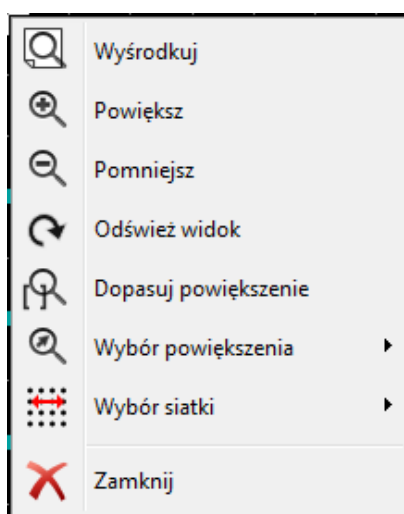 Wyśrodkuj
Powiększ
Pomniejsz
Odśwież widok
Dopasuj powiększenie
Wybór powiększenia
Wybór siatki
Zamknij